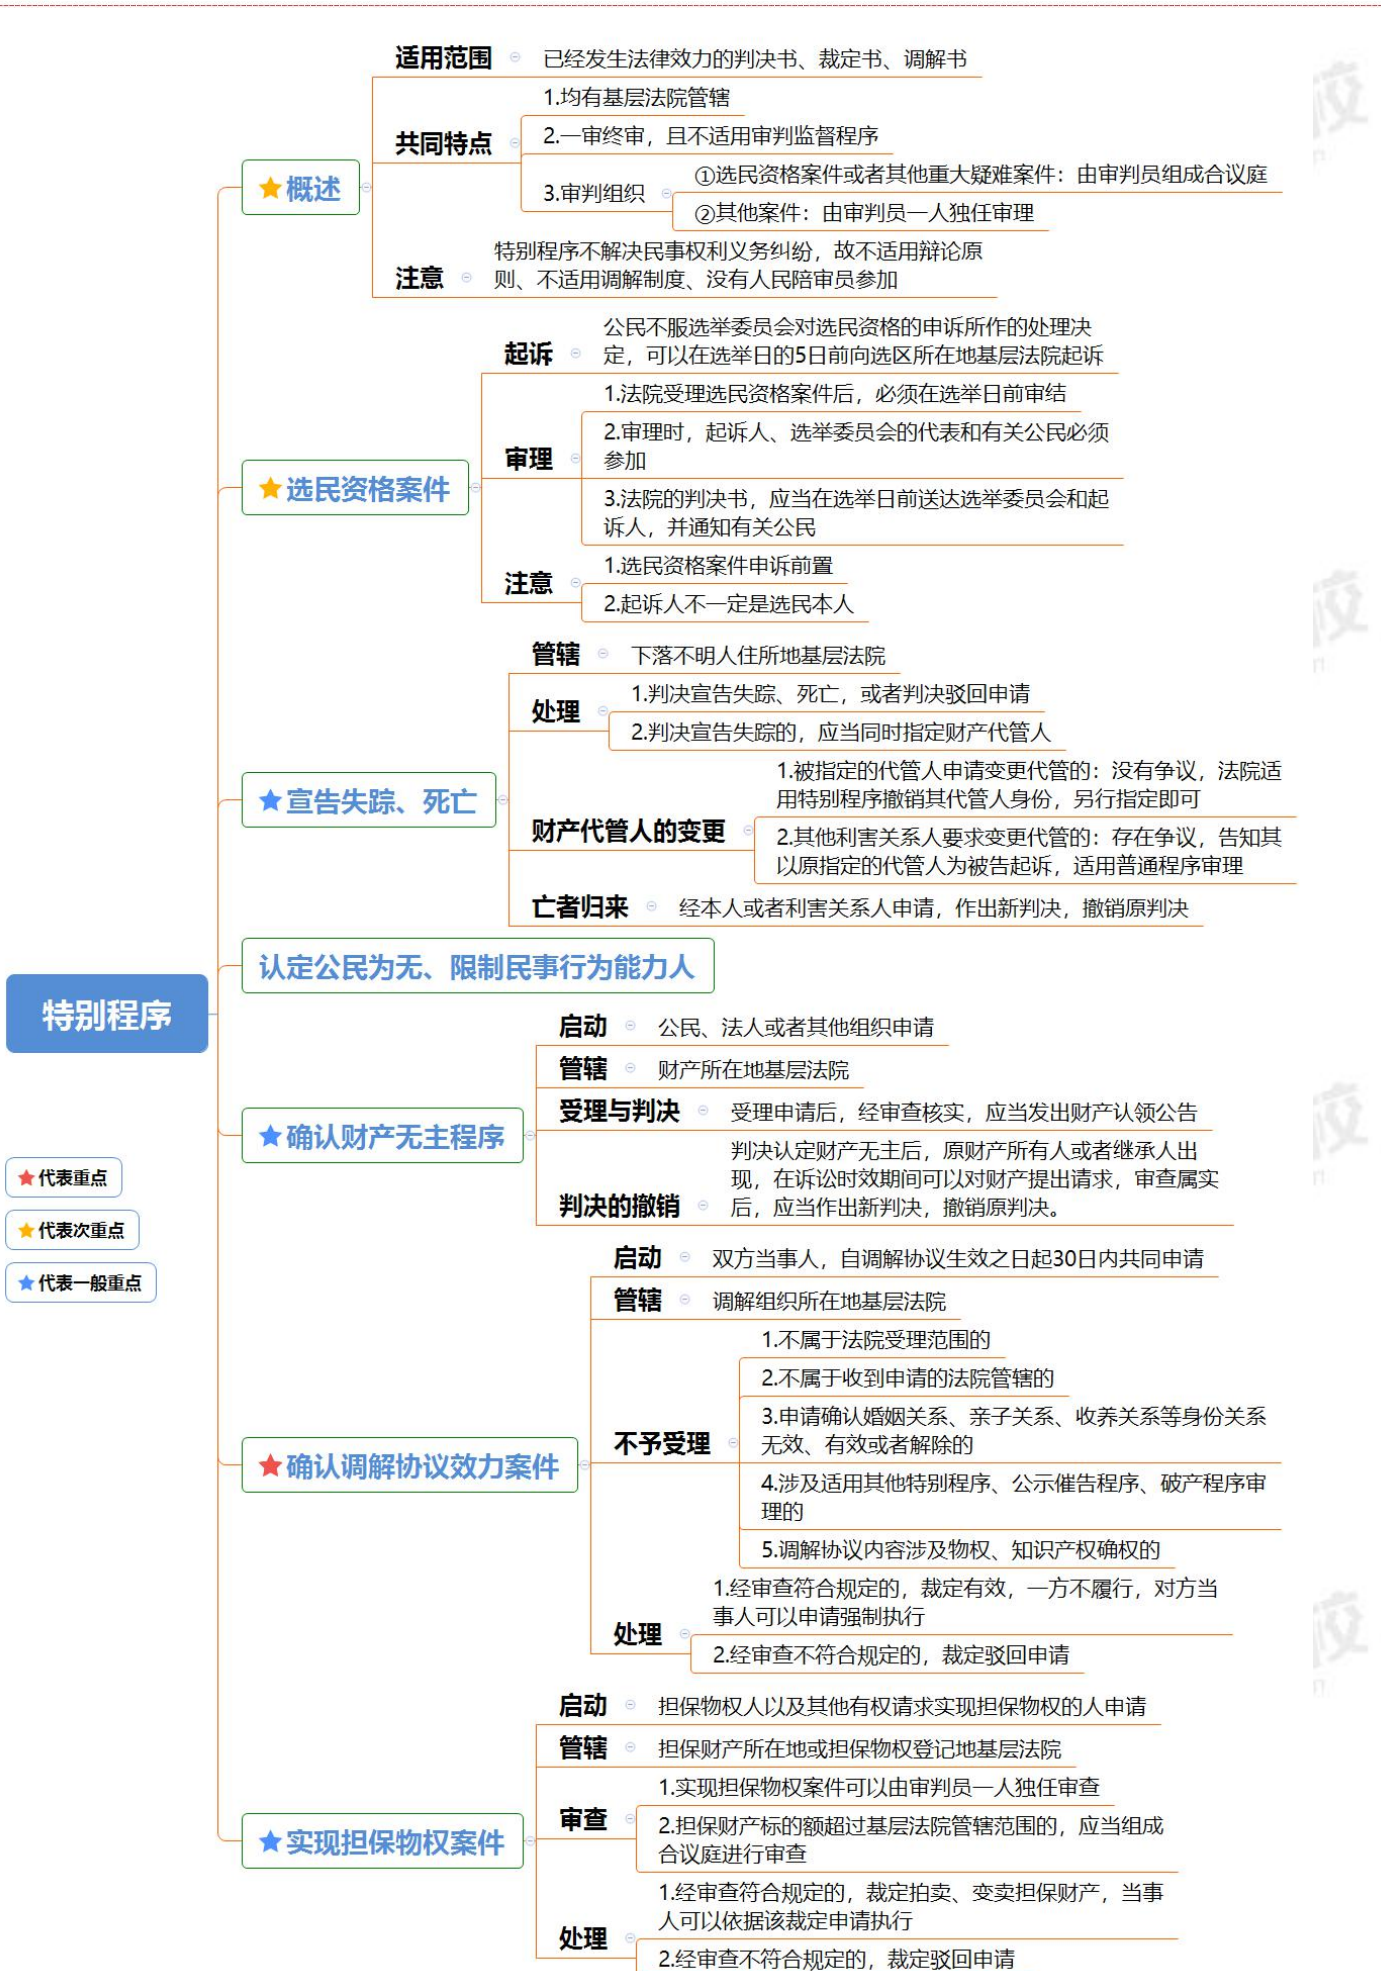 适用范围
已经发生法律效力的判决书、裁定书、调解书
共同特点
1.均有基层法院管辖
2.一审终审，且不适用审判监督程序
3.审判组织
①选民资格案件或者其他重大疑难案件：由审判员组成合议庭
②其他案件：由审判员一人独任审理
概述
注意
特别程序不解决民事权利义务纠纷，故不适用辩论原
则、不适用调解制度、没有人民陪审员参加
起诉
公民不服选举委员会对选民资格的申诉所作的处理决
定，可以在选举日的5日前向选区所在地基层法院起诉
审理
1.法院受理选民资格案件后，必须在选举日前审结
2.审理时，起诉人、选举委员会的代表和有关公民必须
参加
3.法院的判决书，应当在选举日前送达选举委员会和起
诉人，并通知有关公民
选民资格案件
注意
1.选民资格案件申诉前置
2.起诉人不一定是选民本人
管辖
下落不明人住所地基层法院
处理
1.判决宣告失踪、死亡，或者判决驳回申请
2.判决宣告失踪的，应当同时指定财产代管人
宣告失踪、死亡
财产代管人的变更
1.被指定的代管人申请变更代管的：没有争议，法院适
用特别程序撤销其代管人身份，另行指定即可
2.其他利害关系人要求变更代管的：存在争议，告知其
以原指定的代管人为被告起诉，适用普通程序审理
亡者归来
经本人或者利害关系人申请，作出新判决，撤销原判决
认定公民为无、限制民事行为能力人
特别程序
启动
公民、法人或者其他组织申请
管辖
财产所在地基层法院
受理与判决
受理申请后，经审查核实，应当发出财产认领公告
确认财产无主程序
判决的撤销
判决认定财产无主后，原财产所有人或者继承人出
现，在诉讼时效期间可以对财产提出请求，审查属实
后，应当作出新判决，撤销原判决。
代表重点
代表次重点
代表一般重点
启动
双方当事人，自调解协议生效之日起30日内共同申请
管辖
调解组织所在地基层法院
不予受理
1.不属于法院受理范围的
2.不属于收到申请的法院管辖的
3.申请确认婚姻关系、亲子关系、收养关系等身份关系
无效、有效或者解除的
4.涉及适用其他特别程序、公示催告程序、破产程序审
理的
5.调解协议内容涉及物权、知识产权确权的
确认调解协议效力案件
处理
1.经审查符合规定的，裁定有效，一方不履行，对方当
事人可以申请强制执行
2.经审查不符合规定的，裁定驳回申请
启动
担保物权人以及其他有权请求实现担保物权的人申请
管辖
担保财产所在地或担保物权登记地基层法院
审查
1.实现担保物权案件可以由审判员一人独任审查
2.担保财产标的额超过基层法院管辖范围的，应当组成
合议庭进行审查
实现担保物权案件
处理
1.经审查符合规定的，裁定拍卖、变卖担保财产，当事
人可以依据该裁定申请执行
2.经审查不符合规定的，裁定驳回申请
校
校
校
校